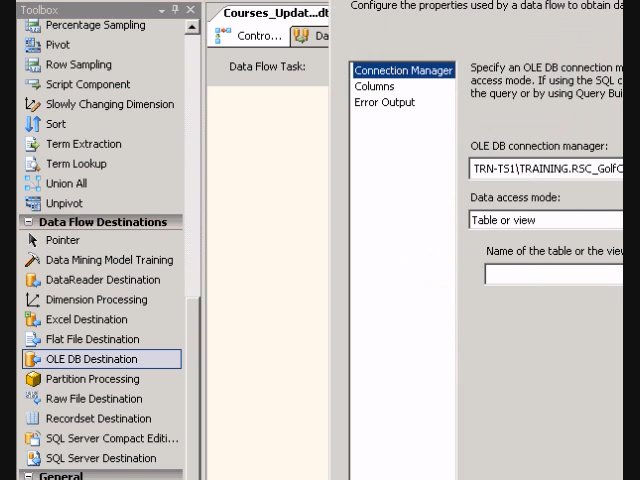 Toolbox
Percentage Sampling
Pivot
Row Sampling
Script Component
Slowly Changing Dimension
Sort
Term Extraction
Term Lookup
Union All
Unpivot
Data Flow Destinations
Pointer
Data Mining Model Training
DataReader Destination
Dimension Processing
Excel Destination
Flat File Destination
OLE DB Destination
Partition Processing
Raw File Destination
Recordset Destination
SQL Server Compact Editi...
SQL Server Destination
General
Courses_Updat...dt
Contro...
Da
Data Flow Task:
Configure the properties used by a data flow to obtain da
Connection Manager
Columns
Error Output
Specify an OLE DB connection m
access mode. If using the SQL c
the query or by using Query Bui
OLE DB connection manager:
TRN-TS1\TRAINING.RSC_GolfC
Data access mode:
Table or view
Name of the table or the view